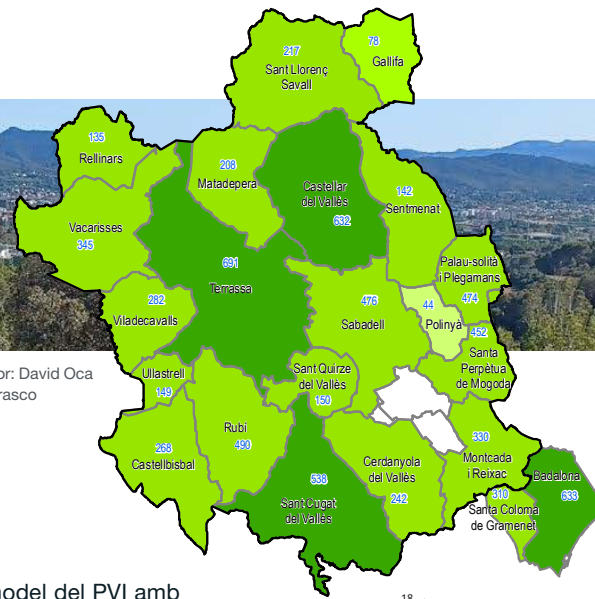 217
Sant Llorenç
Savall
78
Gallifa
135
Rellinars
208
Matadepera
Castellar
del Vallès
632
142
Sentmenat
Vacarisses
345
691
Terrassa
Palau-solità
i Plegamans
474
282
Viladecavalls
476
Sabadell
44
Polinyà
452
Santa
Perpètua
de Mogoda
Ullastrell
149
Sant Quirze
del Vallès
150
or: David Oca
rasco
Rubí
490
268
Castellbisbal
538
Sant Cugat
del Vallès
Cerdanyola
del Vallès
242
330
Montcada
i Reixac
Badalona
633
310
Santa Coloma
de Gramenet
nodel del PVI amb
18